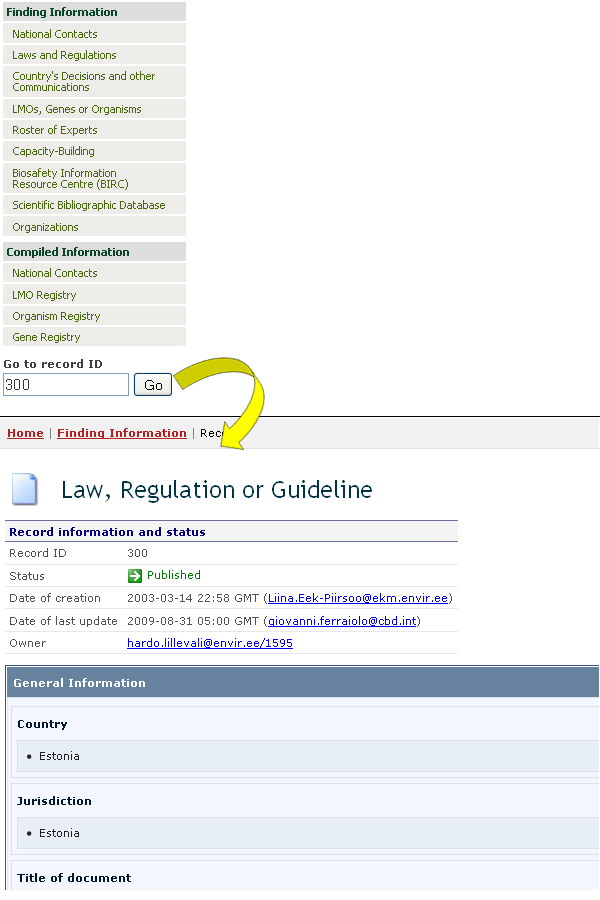 Finding Information
National Contacts
Laws and Regulations
Country's Decisions and other
Communications
LMOs, Genes or Organisms
Roster of Experts
Capacity-Building
Biosafety Information
Resource Centre (BIRC)
Scientific Bibliographic Database
Organizations
Compiled Information
National Contacts
LMO Registry
Organism Registry
Gene Registry
Go to record ID
300 Go
Home | Finding Information |
Law, Regulation or Guideline
Record information and status
Record ID 300
Status Published
Date of creation 2003-03-14 22:58 GMT (Liina.Eek-Piirsoo@ekm.envir.ee)
Date of last update 2009-08-31 05:00 GMT (giovanni.ferraiolo@cbd.int)
Owner hardo.lillevali@envir.ee/1595
General Information
Country
• Estonia
Jurisdiction
• Estonia
Title of document